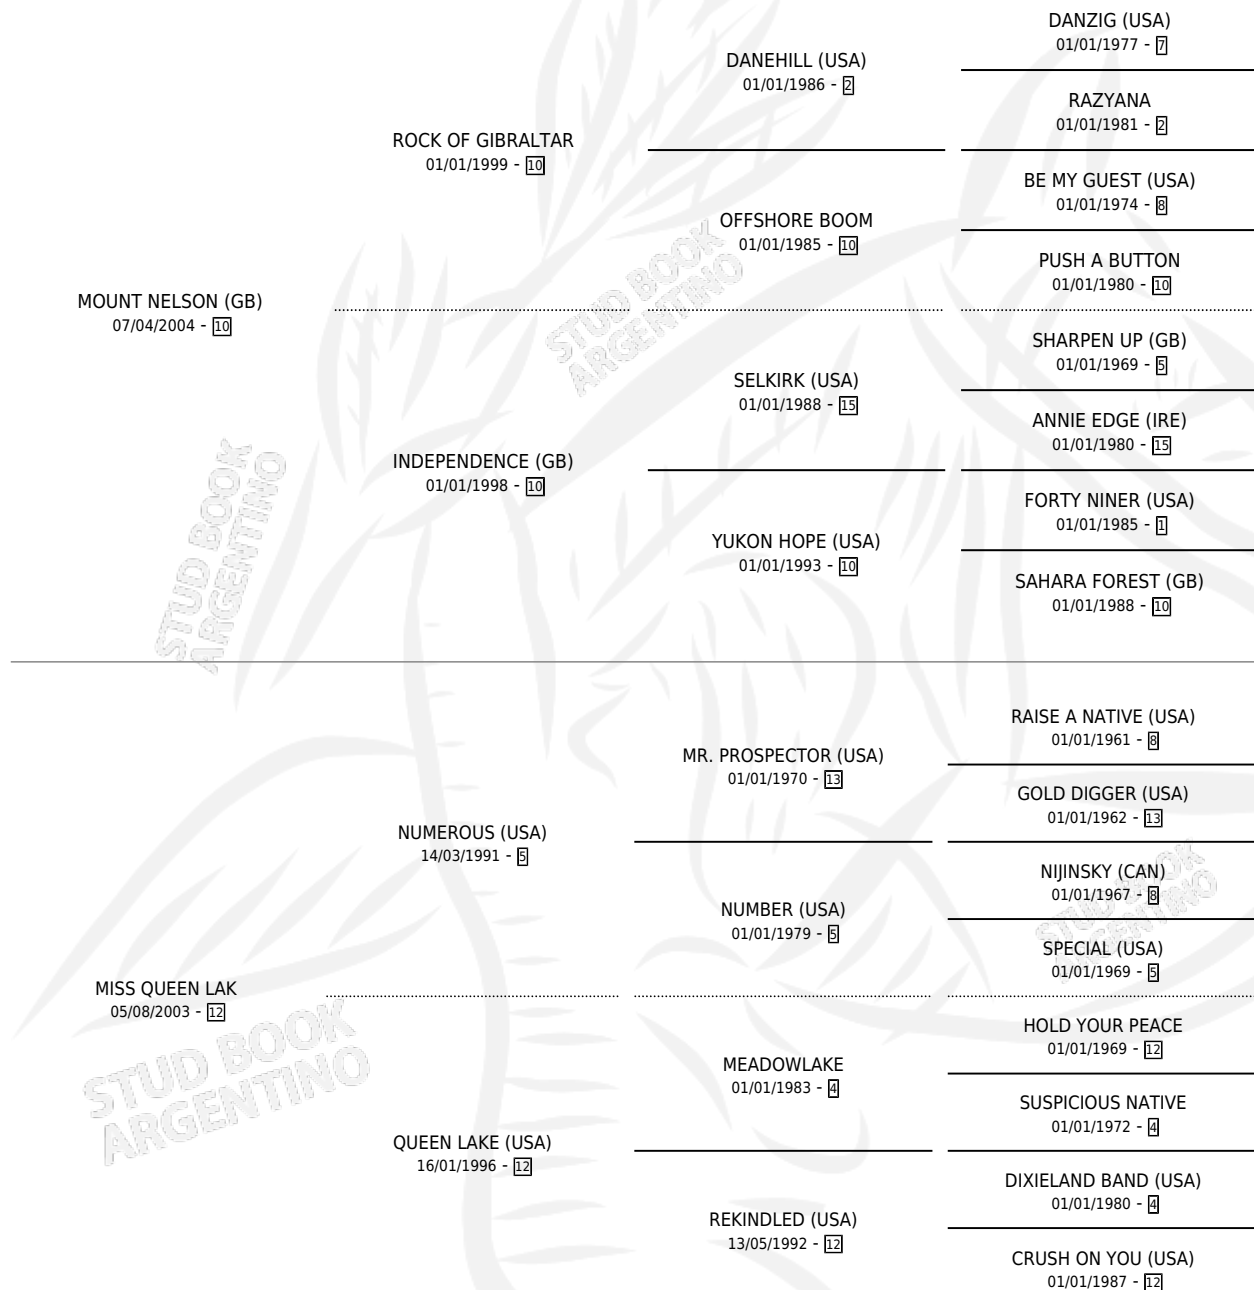 DANZIG (USA)
01/01/1977 - 7
DANEHILL (USA)
01/01/1986 - 2
RAZYANA
01/01/1981 - 2
ROCK OF GIBRALTAR
01/01/1999 - 10
BE MY GUEST (USA)
01/01/1974 - 8
OFFSHORE BOOM
01/01/1985 - 10
PUSH A BUTTON
01/01/1980 - 10
MOUNT NELSON (GB)
07/04/2004 - 10
SHARPEN UP (GB)
01/01/1969 - 5
SELKIRK (USA)
01/01/1988 - 15
ANNIE EDGE (IRE)
01/01/1980 - 15
INDEPENDENCE (GB)
01/01/1998 - 10
FORTY NINER (USA)
01/01/1985 - 1
YUKON HOPE (USA)
01/01/1993 - 10
SAHARA FOREST (GB)
01/01/1988 - 10
RAISE A NATIVE (USA)
01/01/1961 - 8
MR. PROSPECTOR (USA)
01/01/1970 - 13
GOLD DIGGER (USA)
01/01/1962 - 13
NUMEROUS (USA)
14/03/1991 - 5
NIJINSKY (CAN)
01/01/1967 - 8
NUMBER (USA)
01/01/1979 - 5
SPECIAL (USA)
01/01/1969 - 5
MISS QUEEN LAK
05/08/2003 - 12
HOLD YOUR PEACE
01/01/1969 - 12
MEADOWLAKE
01/01/1983 - 4
SUSPICIOUS NATIVE
01/01/1972 - 4
QUEEN LAKE (USA)
16/01/1996 - 12
DIXIELAND BAND (USA)
01/01/1980 - 4
REKINDLED (USA)
13/05/1992 - 12
CRUSH ON YOU (USA)
01/01/1987 - 12
STUD BOOK
ARGENTINO
STUD BOOK
ARGENTINO
STUD BOOK
ARGENTINO
STUD BOOK
ARGENTINO